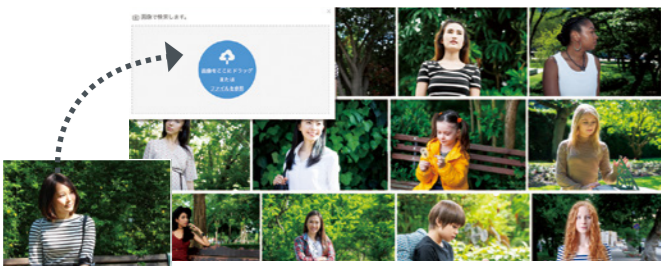 画像で検索します。
画像をここにドラッグ
または
ファイルを選択